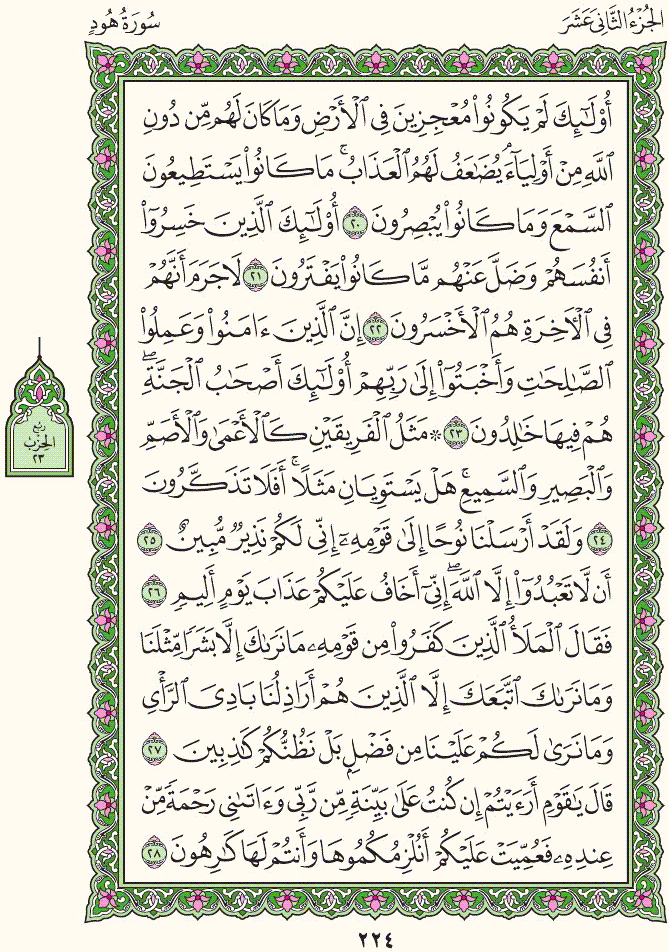 الجزء الثاني عشر
سورة هود
أُو۟لَـٰٓئِكَ لَمْ يَكُونُوا۟ مُعْجِزِينَ فِى ٱلْأَرْضِ وَمَا كَانَ لَهُم مِّن دُونِ
ٱللَّهِ مِنْ أَوْلِيَآءَ ۘ يُضَـٰعَفُ لَهُمُ ٱلْعَذَابُ ۚ مَا كَانُوا۟ يَسْتَطِيعُونَ
ٱلسَّمْعَ وَمَا كَانُوا۟ يُبْصِرُونَ ٢٠ أُو۟لَـٰٓئِكَ ٱلَّذِينَ خَسِرُوٓا۟
أَنفُسَهُمْ وَضَلَّ عَنْهُم مَّا كَانُوا۟ يَفْتَرُونَ ٢١ لَا جَرَمَ أَنَّهُمْ
فِى ٱلْـَٔاخِرَةِ هُمُ ٱلْأَخْسَرُونَ ٢٢ إِنَّ ٱلَّذِينَ ءَامَنُوا۟ وَعَمِلُوا۟
ٱلصَّـٰلِحَـٰتِ وَأَخْبَتُوٓا۟ إِلَىٰ رَبِّهِمْ أُو۟لَـٰٓئِكَ أَصْحَـٰبُ ٱلْجَنَّةِ ۖ
هُمْ فِيهَا خَـٰلِدُونَ ٢٣ ۞ مَثَلُ ٱلْفَرِيقَيْنِ كَٱلْأَعْمَىٰ وَٱلْأَصَمِّ
وَٱلْبَصِيرِ وَٱلسَّمِيعِ ۚ هَلْ يَسْتَوِيَانِ مَثَلًا ۚ أَفَلَا تَذَكَّرُونَ
٢٤ وَلَقَدْ أَرْسَلْنَا نُوحًا إِلَىٰ قَوْمِهِۦٓ إِنِّى لَكُمْ نَذِيرٌ مُّبِينٌ ٢٥
أَن لَّا تَعْبُدُوٓا۟ إِلَّا ٱللَّهَ ۖ إِنِّىٓ أَخَافُ عَلَيْكُمْ عَذَابَ يَوْمٍ أَلِيمٍ ٢٦
فَقَالَ ٱلْمَلَأُ ٱلَّذِينَ كَفَرُوا۟ مِن قَوْمِهِۦ مَا نَرَىٰكَ إِلَّا بَشَرًا مِّثْلَنَا
وَمَا نَرَىٰكَ ٱتَّبَعَكَ إِلَّا ٱلَّذِينَ هُمْ أَرَاذِلُنَا بَادِىَ ٱلرَّأْىِ
وَمَا نَرَىٰ لَكُمْ عَلَيْنَا مِن فَضْلٍۭ بَلْ نَظُنُّكُمْ كَـٰذِبِينَ ٢٧
قَالَ يَـٰقَوْمِ أَرَءَيْتُمْ إِن كُنتُ عَلَىٰ بَيِّنَةٍ مِّن رَّبِّى وَءَاتَىٰنِى رَحْمَةً مِّنْ
عِندِهِۦ فَعُمِّيَتْ عَلَيْكُمْ أَنُلْزِمُكُمُوهَا وَأَنتُمْ لَهَا كَـٰرِهُونَ ٢٨
ربع
الحزب
٢٣
٢٢٤